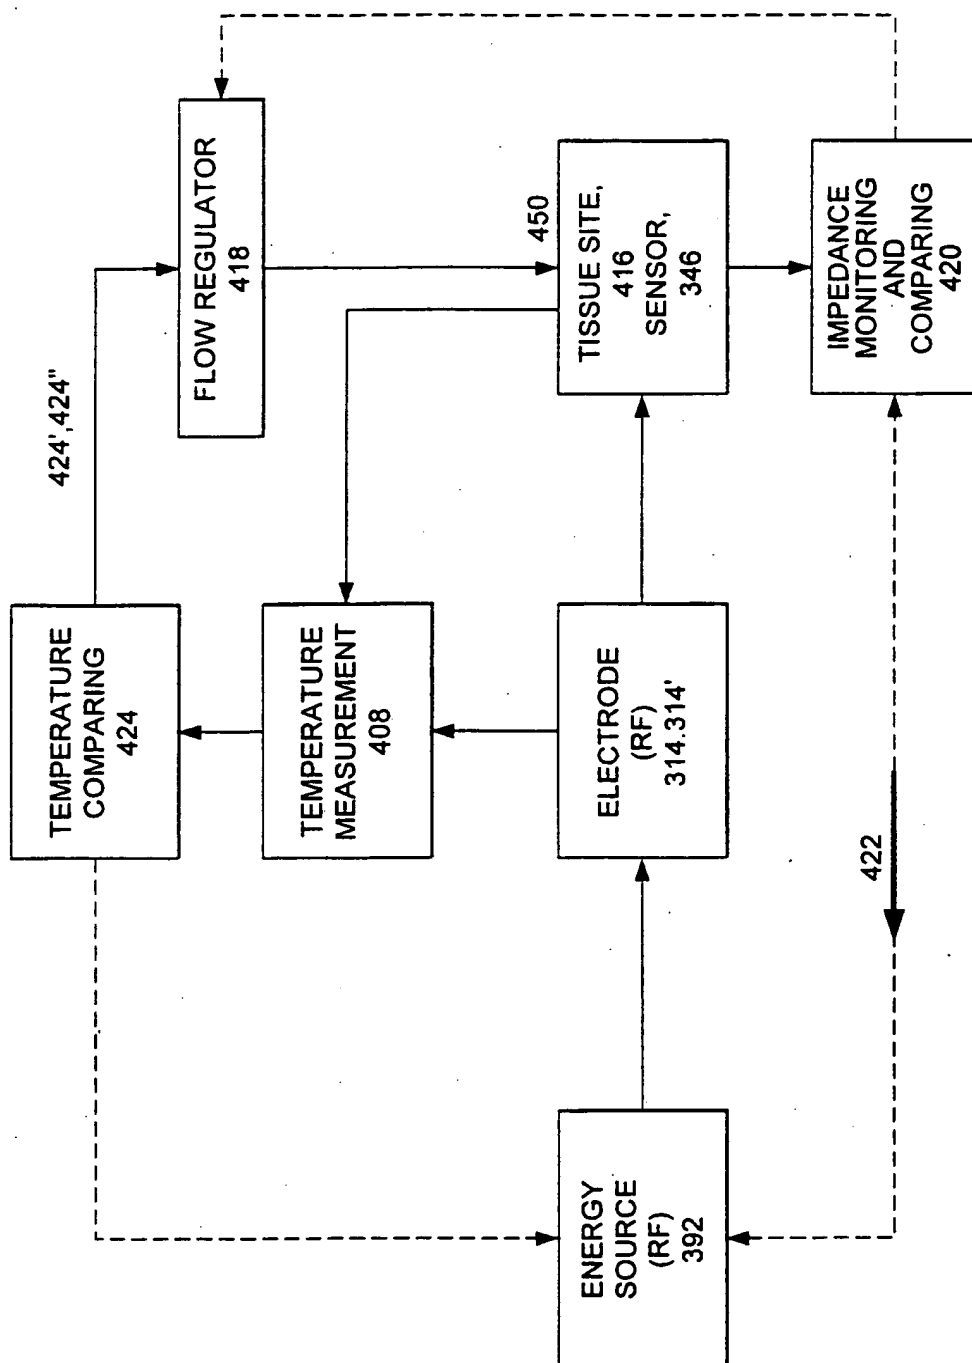 TEMPERATURE
COMPARING
424
424',424"
FLOW REGULATOR
418
TEMPERATURE
MEASUREMENT
408
450
ENERGY
SOURCE
(RF)
392
ELECTRODE
(RF)
314.314'
TISSUE SITE,
416
SENSOR,
346
422
IMPEDANCE
MONITORING
AND
COMPARING
420